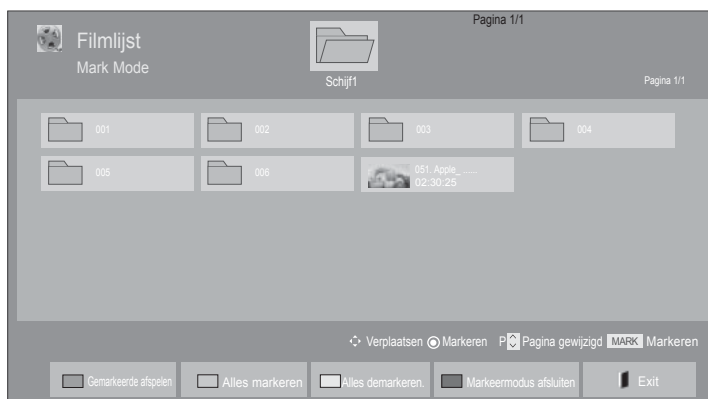 Pagina 1/1
Filmlijst
Mark Mode
Schijf1
Pagina 1/1
001
002
003
004
005
006
051. Apple_ ......
02:30:25
Verplaatsen Markeren P Pagina gewijzigd MARK Markeren
Gemarkeerde afspelen
Alles markeren
Alles demarkeren.
Markeermodus afsluiten
Exit